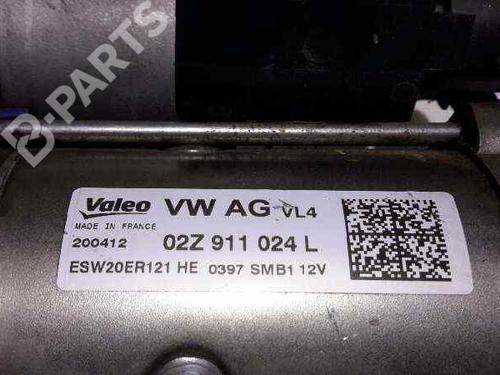 B-PARTS
Valeo VW AG VL4
MADE IN FRANCE
200412 02Z 911 024 L
ESW20ER121 HE 0397 SMB1 12V